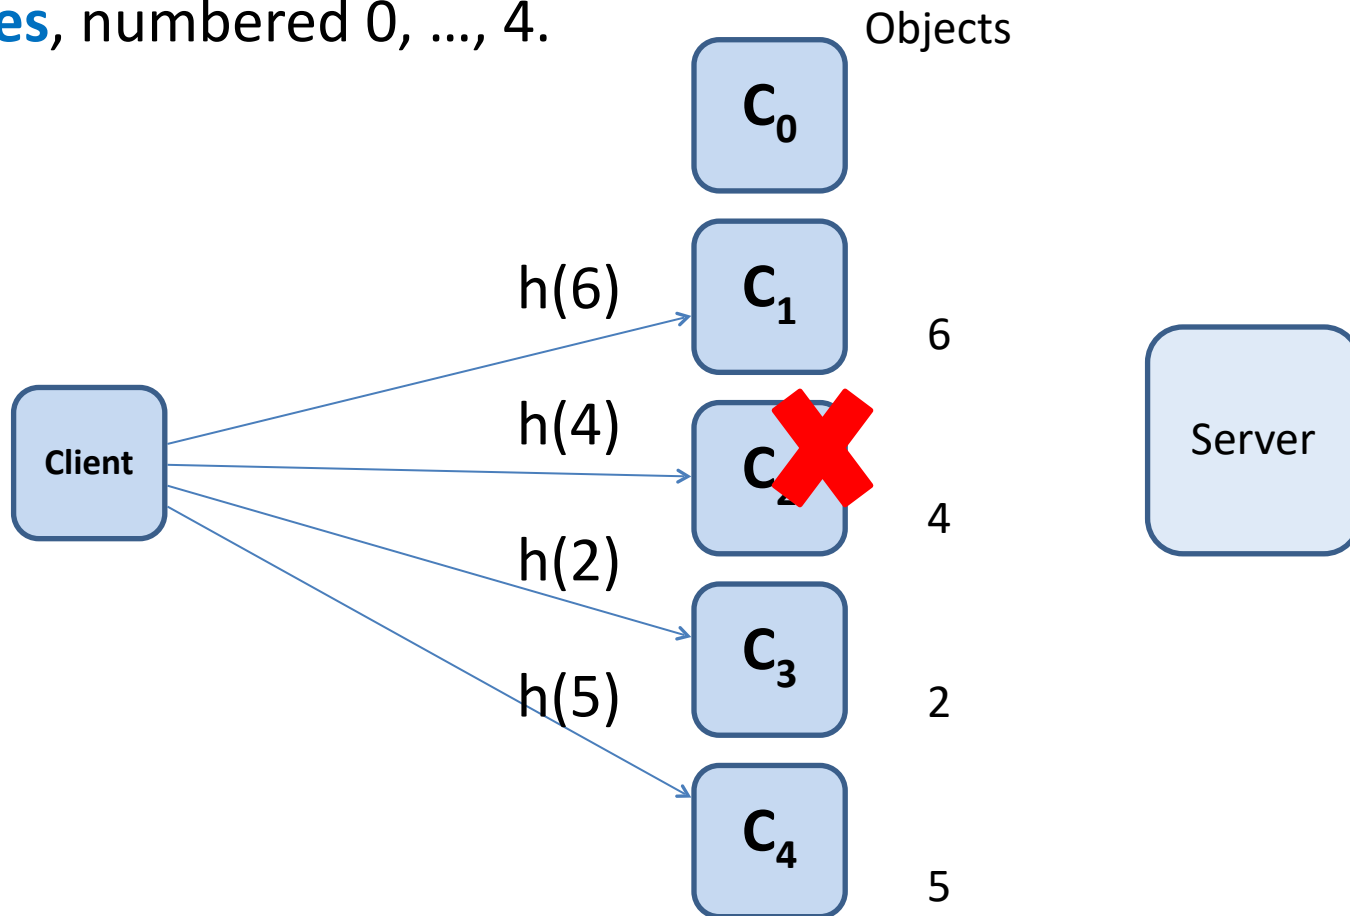 es, numbered 0, ..., 4.
Objects
C0
C1
h(6)
6
h(4)
C2
4
Client
Server
h(2)
C3
2
h(5)
C4
5